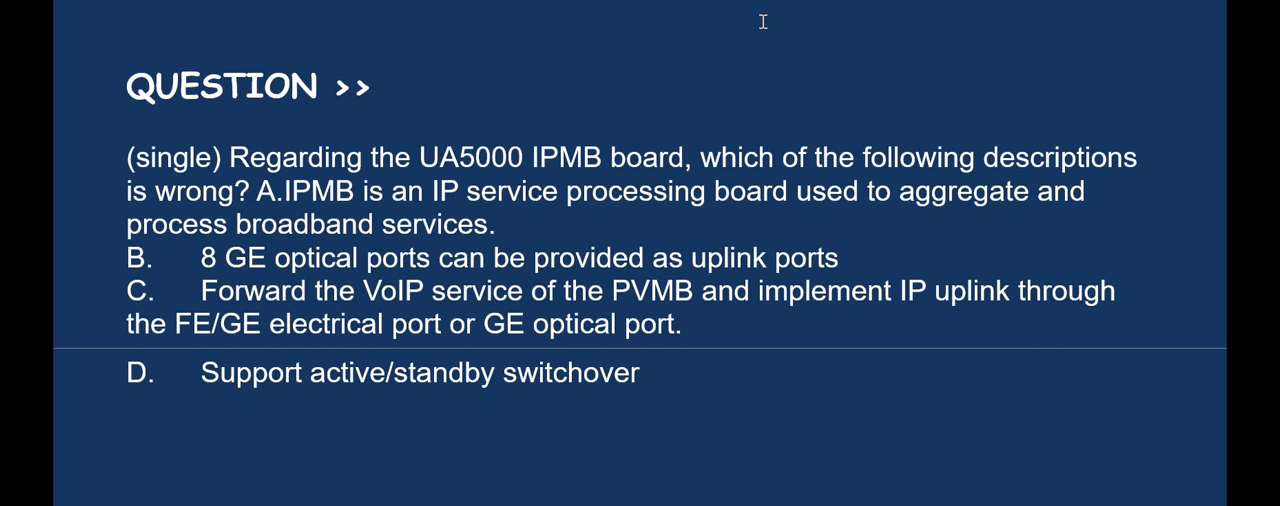 QUESTION >>
(single) Regarding the UA5000 IPMB board, which of the following descriptions
is wrong? A.IPMB is an IP service processing board used to aggregate and
process broadband services.
B. 8 GE optical ports can be provided as uplink ports
C. Forward the VoIP service of the PVMB and implement IP uplink through
the FE/GE electrical port or GE optical port.
D. Support active/standby switchover